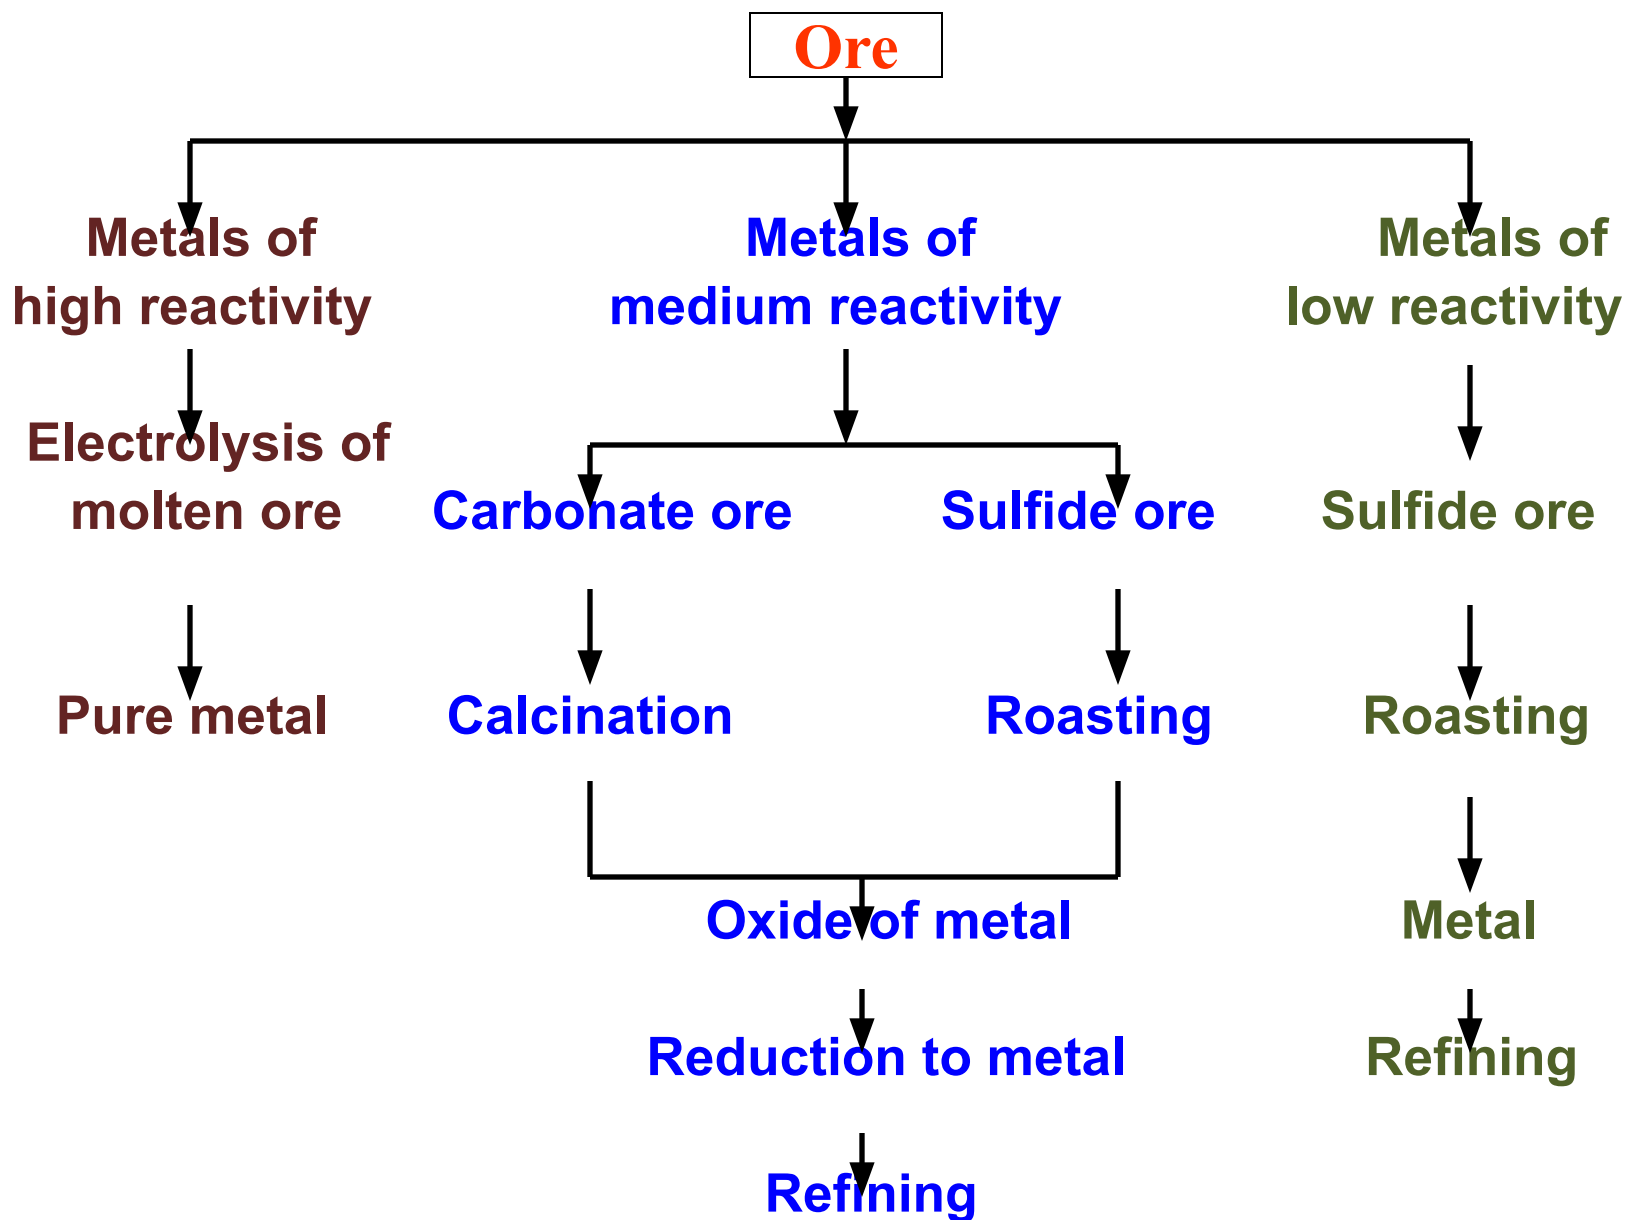 Ore
Metals of
high reactivity
Metals of
medium reactivity
Metals of
low reactivity
Electrolysis of
molten ore
Carbonate ore
Sulfide ore
Sulfide ore
Pure metal
Calcination
Roasting
Roasting
Oxide of metal
Metal
Reduction to metal
Refining
Refining